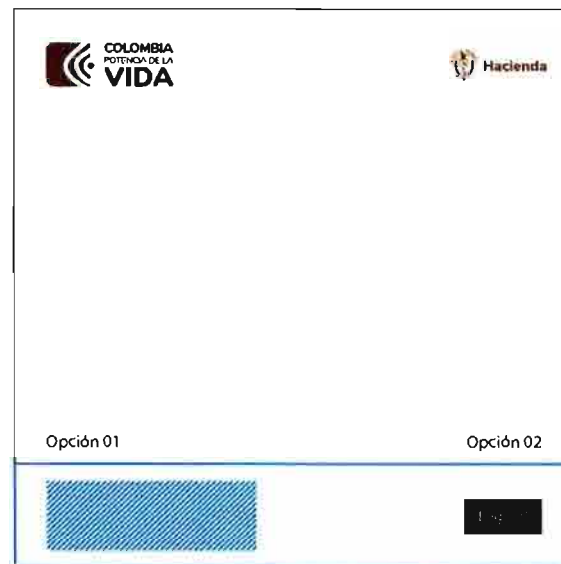 COLOMBIA
POTENCIA DE LA
VIDA
Hacienda
Opción 01
Opción 02